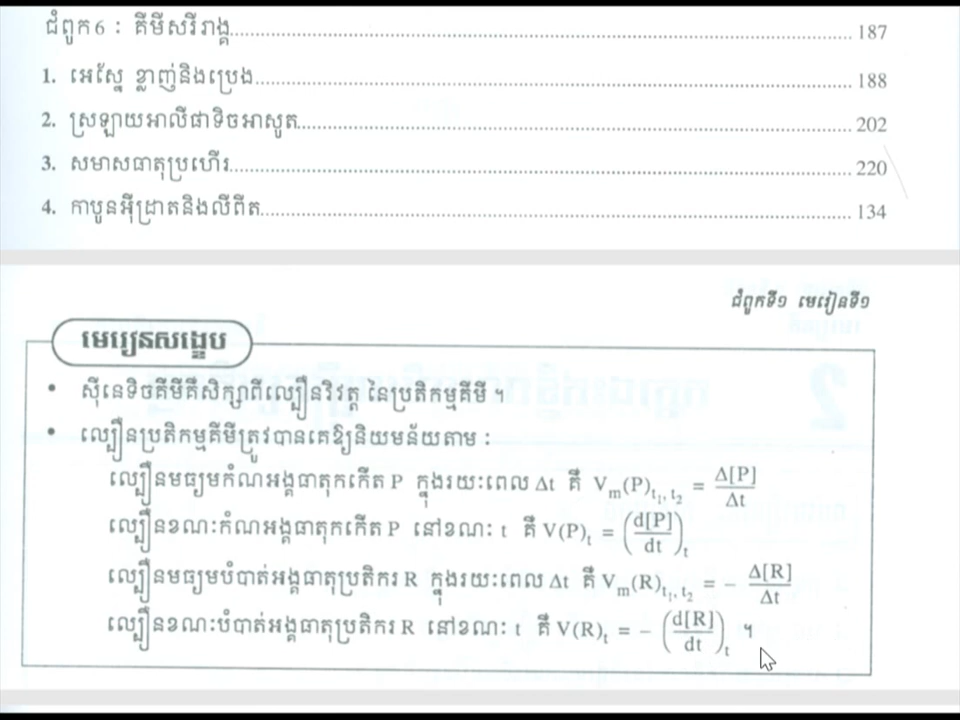 ជំពូក 6 : គីមីសរីរាង្គ........................................ 187
1. អេស្ទែ ខ្លាញ់និងប្រេង........................................ 188
2. ស្រឡាយអាលីផាទិចអាសូត........................................ 202
3. សមាសធាតុប្រហើរ........................................ 220
4. កាបូនអ៊ីដ្រាតនិងលីពីត........................................ 134
ជំពូកទី១ មេរៀនទី១
មេរៀនសង្ខេប
• ស៊ីនេទិចគីមីគឺសិក្សាពីល្បឿនវិវត្ត នៃប្រតិកម្មគីមី ។
• ល្បឿនប្រតិកម្មគីមីត្រូវបានគេឱ្យនិយមន័យតាម :
ល្បឿនមធ្យមកំណអង្គធាតុកកើត P ក្នុងរយៈពេល Δt គឺ Vm(P)t₁, t₂ = Δ[P]/Δt
ល្បឿនខណៈកំណអង្គធាតុកកើត P នៅខណៈ t គឺ V(P)t = (d[P]/dt)t
ល្បឿនមធ្យមបំបាត់អង្គធាតុប្រតិករ R ក្នុងរយៈពេល Δt គឺ Vm(R)t₁, t₂ = – Δ[R]/Δt
ល្បឿនខណៈបំបាត់អង្គធាតុប្រតិករ R នៅខណៈ t គឺ V(R)t = – (d[R]/dt)t ។